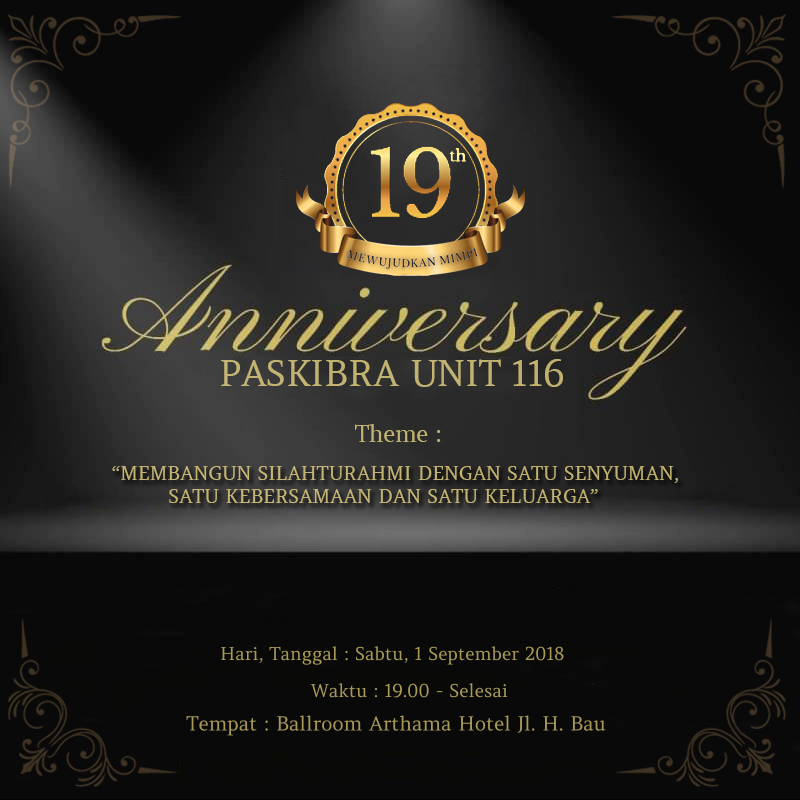 19th
MEWUJUDKAN MIMPI
Anniversary
PASKIBRA UNIT 116
Theme :
“MEMBANGUN SILAHTURAHMI DENGAN SATU SENYUMAN,
SATU KEBERSAMAAN DAN SATU KELUARGA”
Hari, Tanggal : Sabtu, 1 September 2018
Waktu : 19.00 - Selesai
Tempat : Ballroom Arthama Hotel Jl. H. Bau